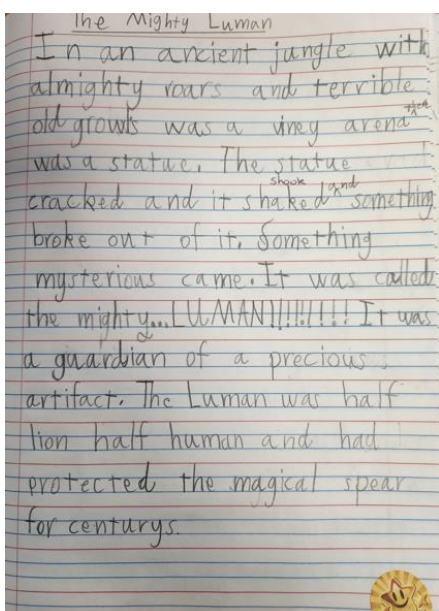 The Mighty Luman
In an ancient jungle with
almighty roars and terrible
old growls was a viney arena
was a statue. The statue
shook and
cracked and it shaked something
broke out of it. Something
mysterious came. It was called
the mighty...LUMAN!!!!!!!! It was
a guardian of a precious
artifact. The Luman was half
lion half human and had
protected the magical spear
for centurys.